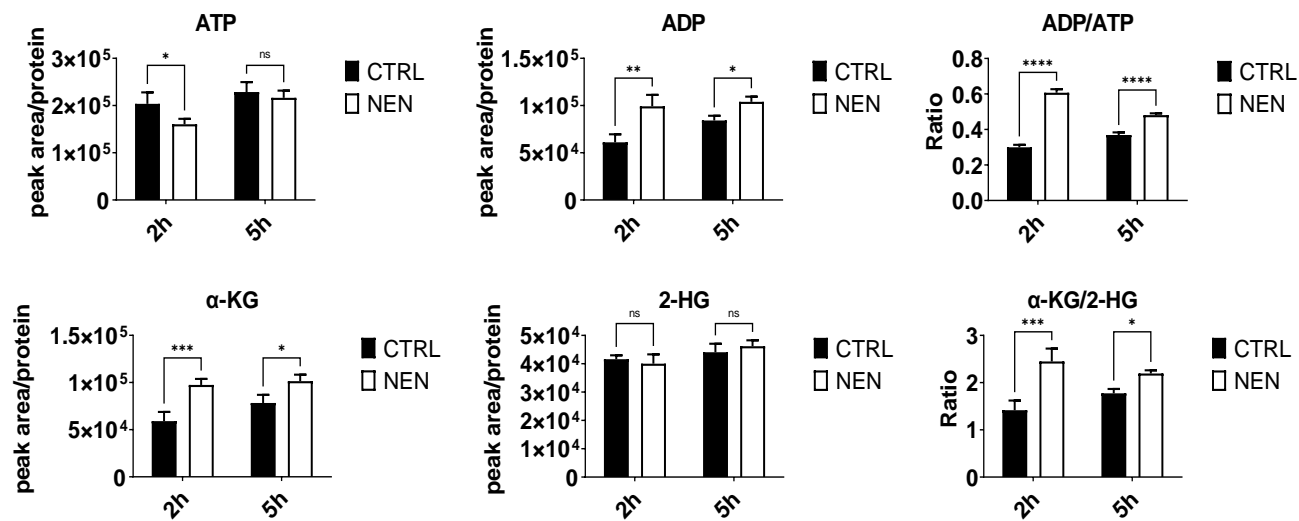 ATP
peak area/protein
3×10⁵
2×10⁵
1×10⁵
0
*
ns
2h
5h
CTRL
NEN
ADP
peak area/protein
1.5×10⁵
1×10⁵
5×10⁴
0
**
*
2h
5h
CTRL
NEN
ADP/ATP
Ratio
0.8
0.6
0.4
0.2
0.0
****
****
2h
5h
CTRL
NEN
α-KG
peak area/protein
1.5×10⁵
1×10⁵
5×10⁴
0
***
*
2h
5h
CTRL
NEN
2-HG
peak area/protein
5×10⁴
4×10⁴
3×10⁴
2×10⁴
1×10⁴
0
ns
ns
2h
5h
CTRL
NEN
α-KG/2-HG
Ratio
3
2
1
0
***
*
2h
5h
CTRL
NEN